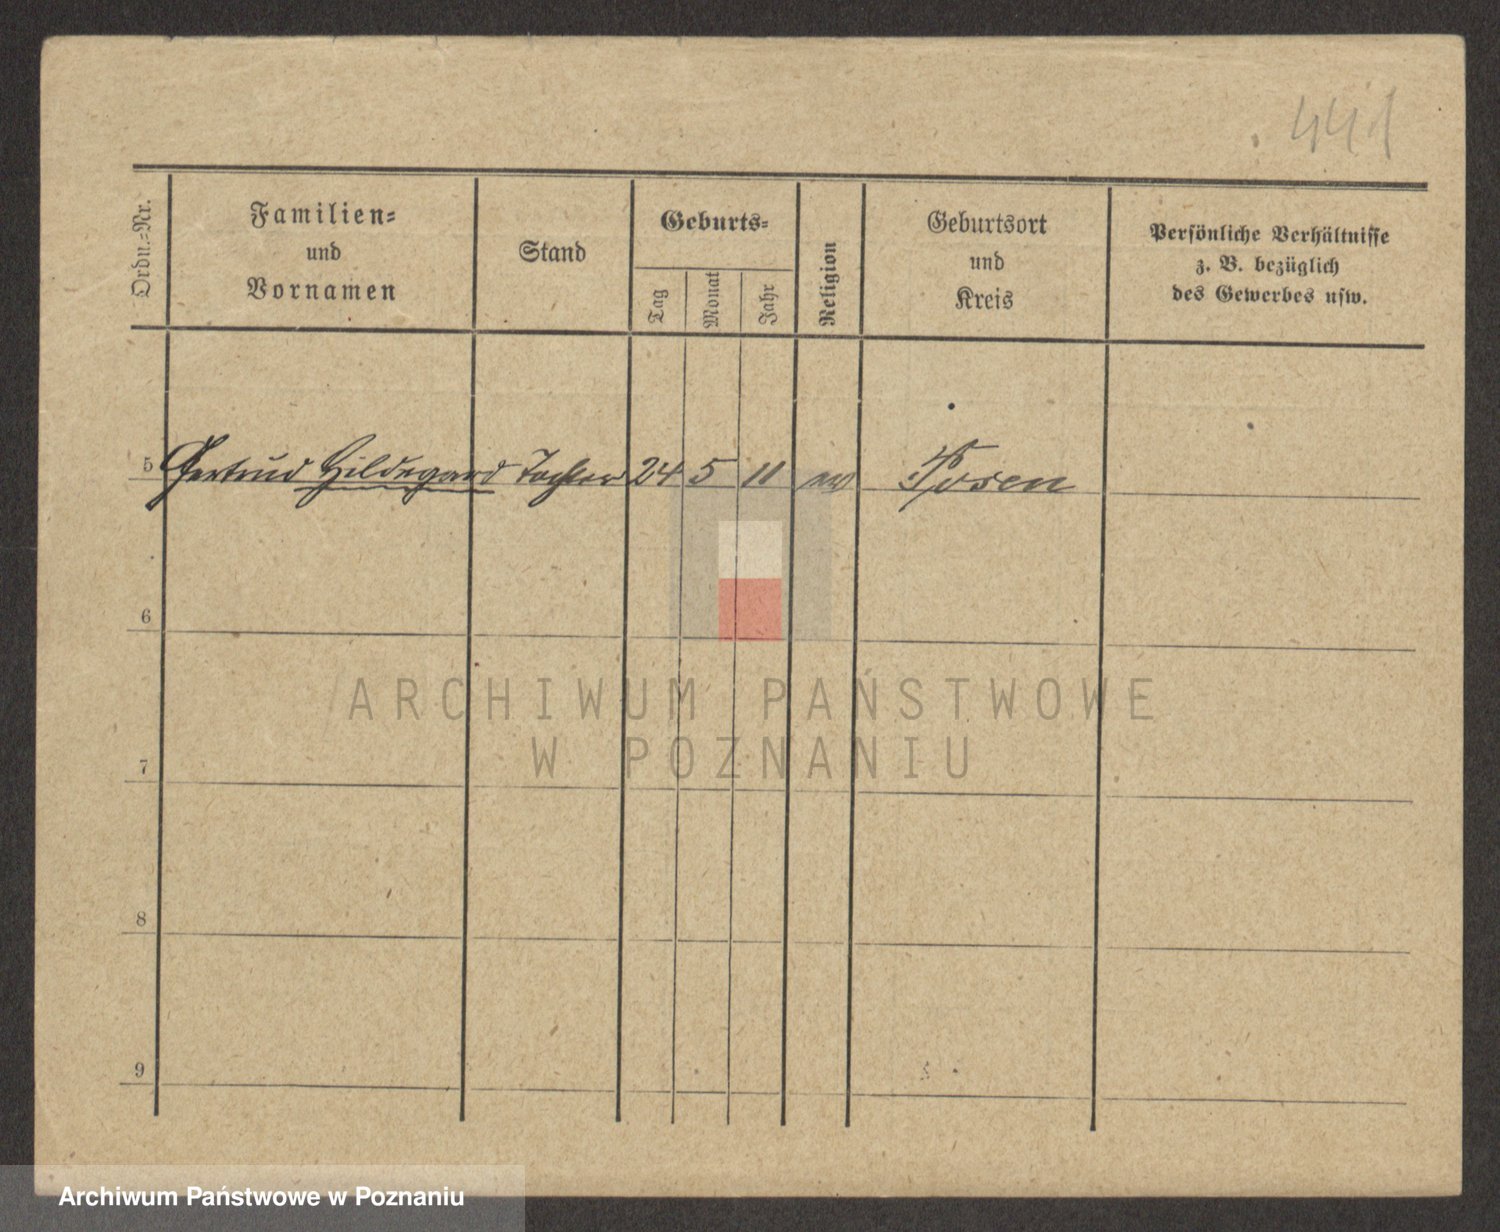 441
Ordn.=Nr.
Familien=
und
Vornamen
Stand
Geburts=
Tag
Monat
Jahr
Religion
Geburtsort
und
Kreis
Persönliche Verhältnisse
z. B. bezüglich
des Gewerbes usw.
5 Gertrud Hildegard Tochter 24 5 11 ev Posen
6
ARCHIWUM PAŃSTWOWE
W POZNANIU
7
8
9
Archiwum Państwowe w Poznaniu